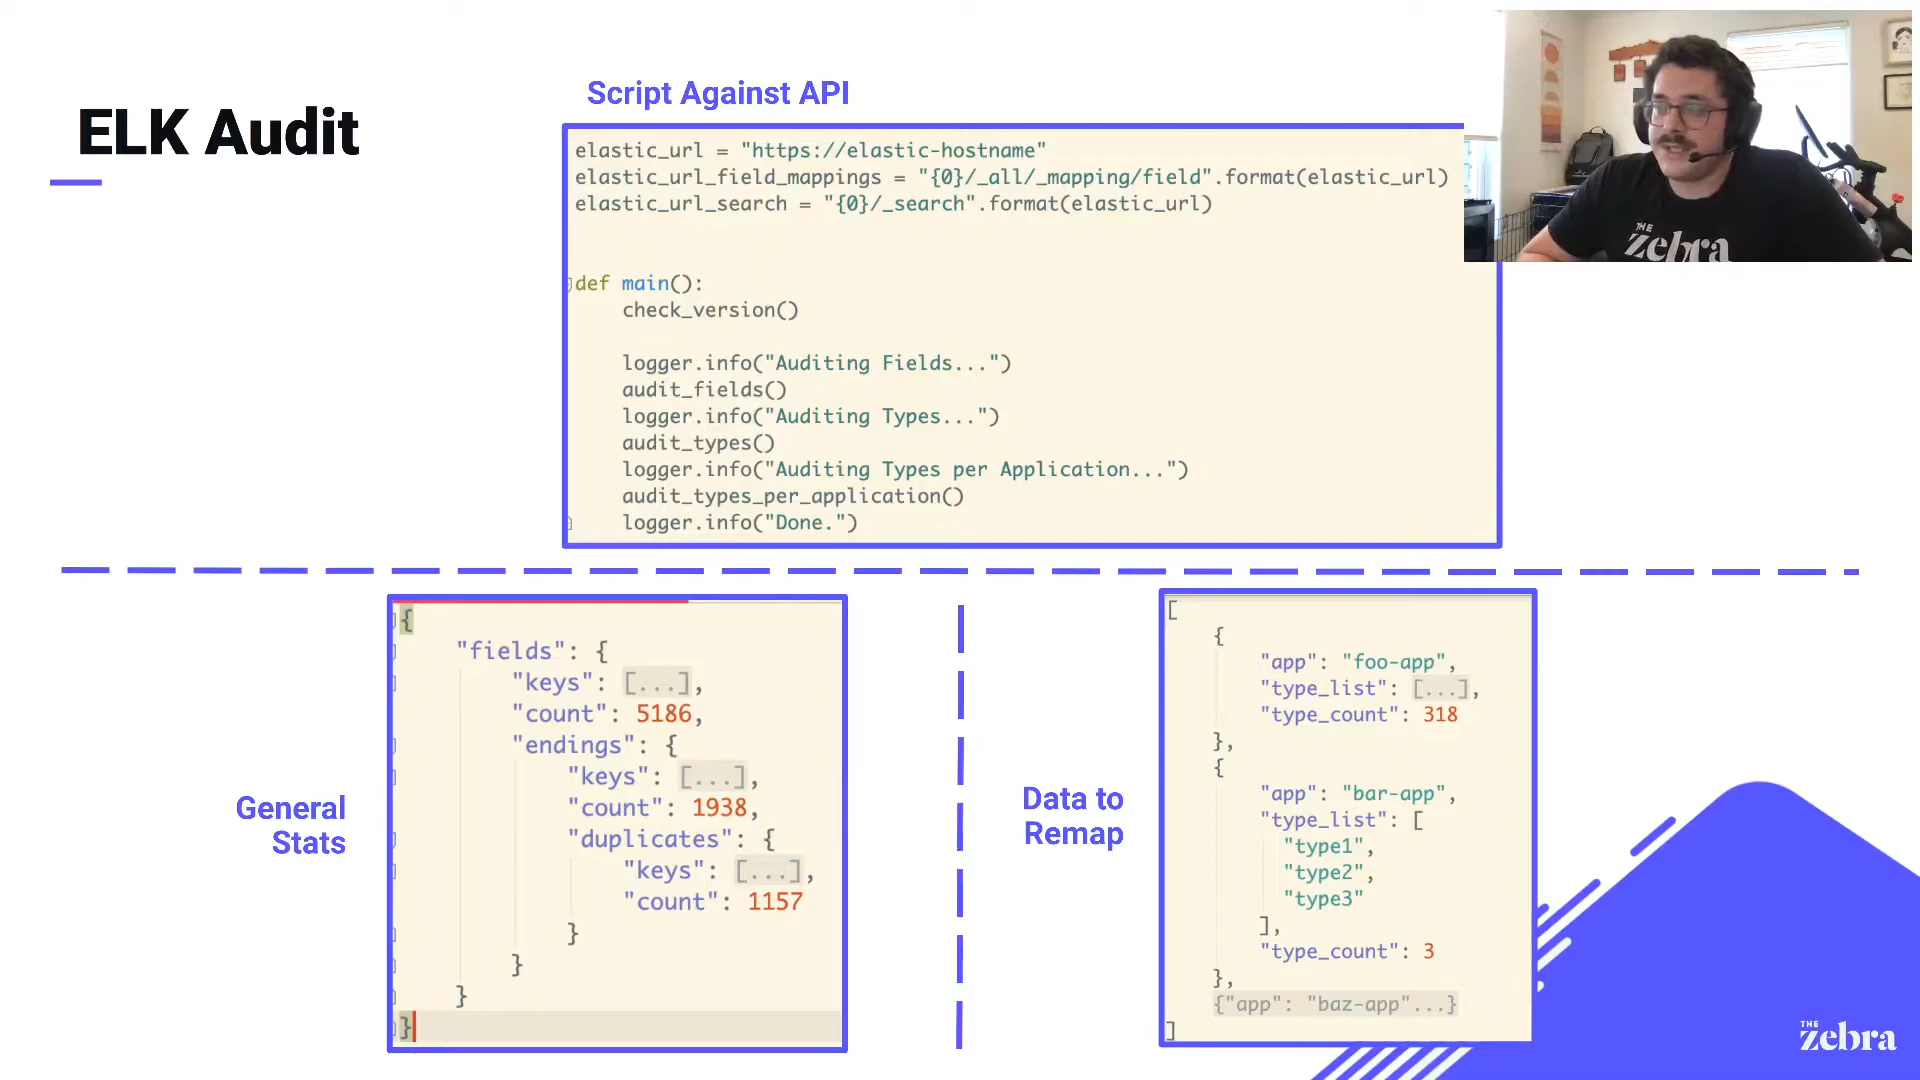 ELK Audit
Script Against API
elastic_url = "https://elastic-hostname"
elastic_url_field_mappings = "{0}/_all/_mapping/field".format(elastic_url)
elastic_url_search = "{0}/_search".format(elastic_url)
def main():
check_version()
logger.info("Auditing Fields...")
audit_fields()
logger.info("Auditing Types...")
audit_types()
logger.info("Auditing Types per Application...")
audit_types_per_application()
logger.info("Done.")
THE
zebra
General
Stats
{
"fields": {
"keys": [...],
"count": 5186,
"endings": {
"keys": [...],
"count": 1938,
"duplicates": {
"keys": [...],
"count": 1157
}
}
}
}
Data to
Remap
[
{
"app": "foo-app",
"type_list": [...],
"type_count": 318
},
{
"app": "bar-app",
"type_list": [
"type1",
"type2",
"type3"
],
"type_count": 3
},
{"app": "baz-app"...}
]
THE
zebra